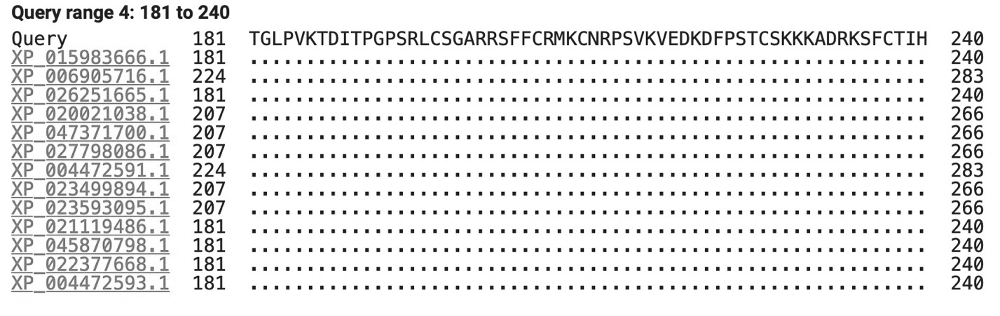 Query range 4: 181 to 240
Query 181 TGLPVKTDITPGPSRLCSGARRSFFCRMKCNRPSVKVEDKDFPSTCSKKKADRKSFCTIH 240
XP_015983666.1 181 ............................................................ 240
XP_006905716.1 224 ............................................................ 283
XP_026251665.1 181 ............................................................ 240
XP_020021038.1 207 ............................................................ 266
XP_047371700.1 207 ............................................................ 266
XP_027798086.1 207 ............................................................ 266
XP_004472591.1 224 ............................................................ 283
XP_023499894.1 207 ............................................................ 266
XP_023593095.1 207 ............................................................ 266
XP_021119486.1 181 ............................................................ 240
XP_045870798.1 181 ............................................................ 240
XP_022377668.1 181 ............................................................ 240
XP_004472593.1 181 ............................................................ 240